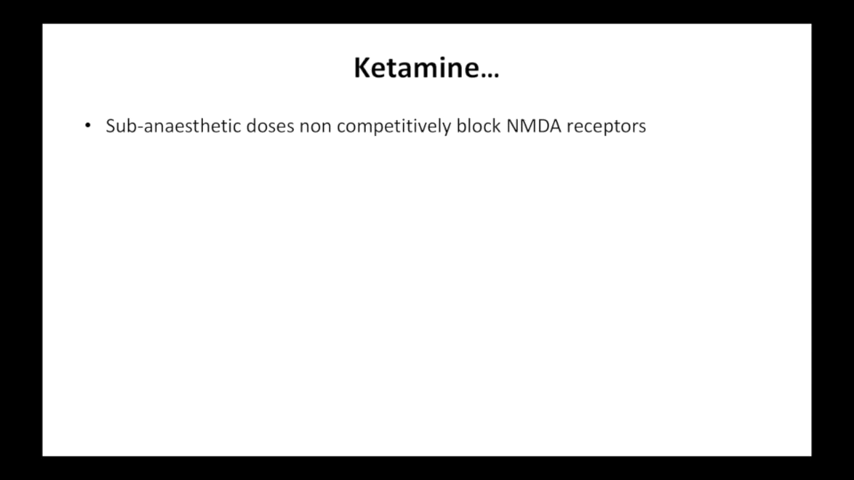 Ketamine…
• Sub-anaesthetic doses non competitively block NMDA receptors